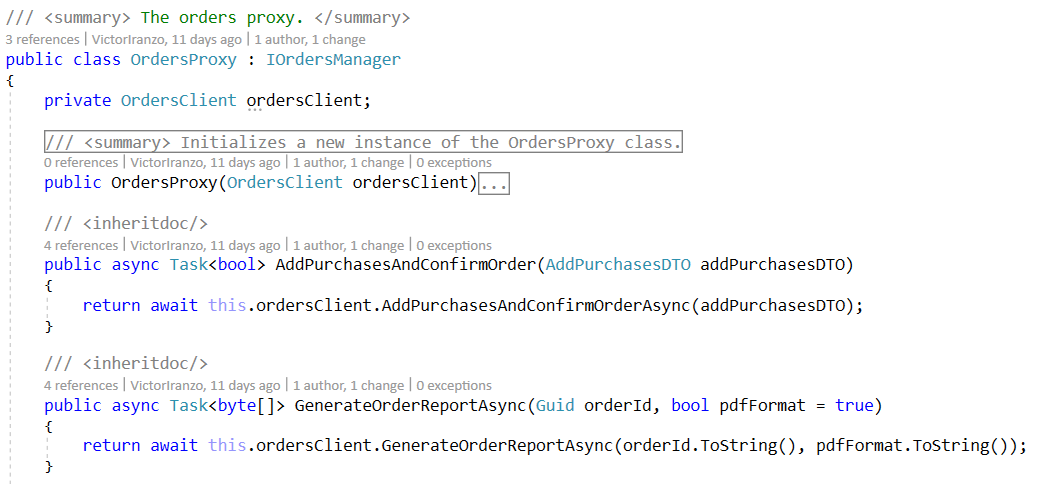 /// <summary> The orders proxy. </summary>
3 references | VictorIranzo, 11 days ago | 1 author, 1 change
public class OrdersProxy : IOrdersManager
{
private OrdersClient ordersClient;
/// <summary> Initializes a new instance of the OrdersProxy class.
0 references | VictorIranzo, 11 days ago | 1 author, 1 change | 0 exceptions
public OrdersProxy(OrdersClient ordersClient)...
/// <inheritdoc/>
4 references | VictorIranzo, 11 days ago | 1 author, 1 change | 0 exceptions
public async Task<bool> AddPurchasesAndConfirmOrder(AddPurchasesDTO addPurchasesDTO)
{
return await this.ordersClient.AddPurchasesAndConfirmOrderAsync(addPurchasesDTO);
}
/// <inheritdoc/>
4 references | VictorIranzo, 11 days ago | 1 author, 1 change | 0 exceptions
public async Task<byte[]> GenerateOrderReportAsync(Guid orderId, bool pdfFormat = true)
{
return await this.ordersClient.GenerateOrderReportAsync(orderId.ToString(), pdfFormat.ToString());
}